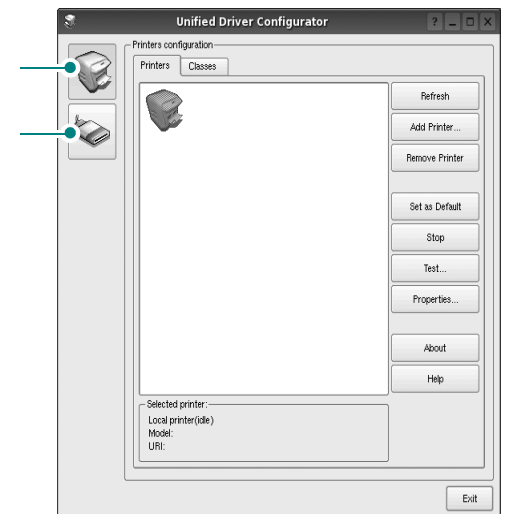 Unified Driver Configurator
Printers configuration
Printers
Classes
Refresh
Add Printer...
Remove Printer
Set as Default
Stop
Test...
Properties...
About
Help
Selected printer:
Local printer(idle)
Model:
URI:
Exit